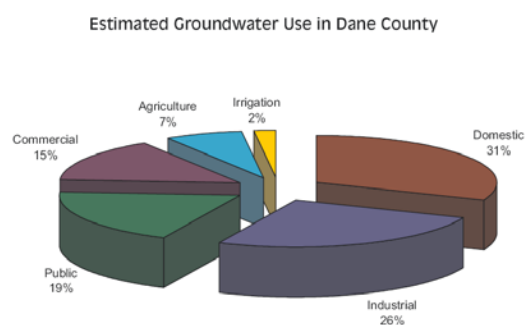 Estimated Groundwater Use in Dane County
Irrigation
2%
Agriculture
7%
Commercial
15%
Domestic
31%
Public
19%
Industrial
26%